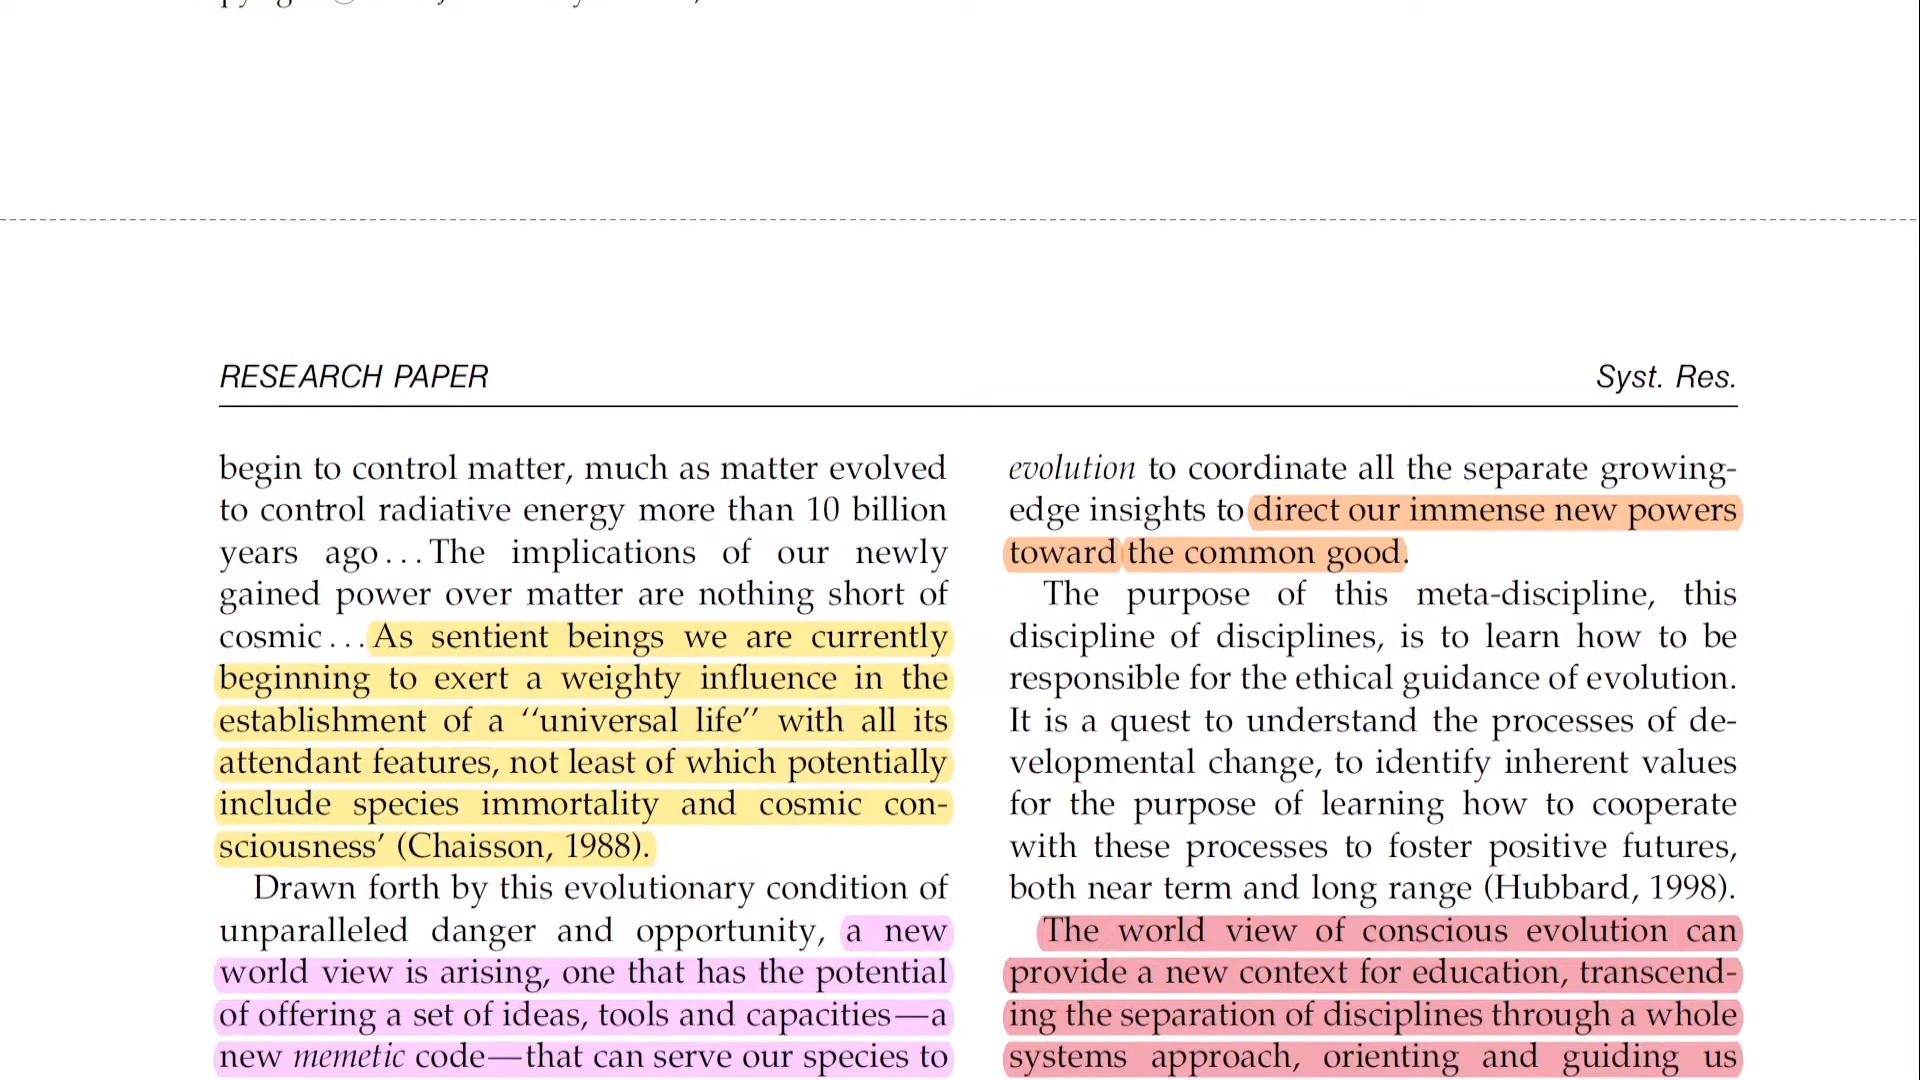 RESEARCH PAPER
Syst. Res.
begin to control matter, much as matter evolved
to control radiative energy more than 10 billion
years ago...The implications of our newly
gained power over matter are nothing short of
cosmic...As sentient beings we are currently
beginning to exert a weighty influence in the
establishment of a ‘‘universal life’’ with all its
attendant features, not least of which potentially
include species immortality and cosmic con-
sciousness’ (Chaisson, 1988).
Drawn forth by this evolutionary condition of
unparalleled danger and opportunity, a new
world view is arising, one that has the potential
of offering a set of ideas, tools and capacities—a
new memetic code—that can serve our species to
evolution to coordinate all the separate growing-
edge insights to direct our immense new powers
toward the common good.
The purpose of this meta-discipline, this
discipline of disciplines, is to learn how to be
responsible for the ethical guidance of evolution.
It is a quest to understand the processes of de-
velopmental change, to identify inherent values
for the purpose of learning how to cooperate
with these processes to foster positive futures,
both near term and long range (Hubbard, 1998).
The world view of conscious evolution can
provide a new context for education, transcend-
ing the separation of disciplines through a whole
systems approach, orienting and guiding us